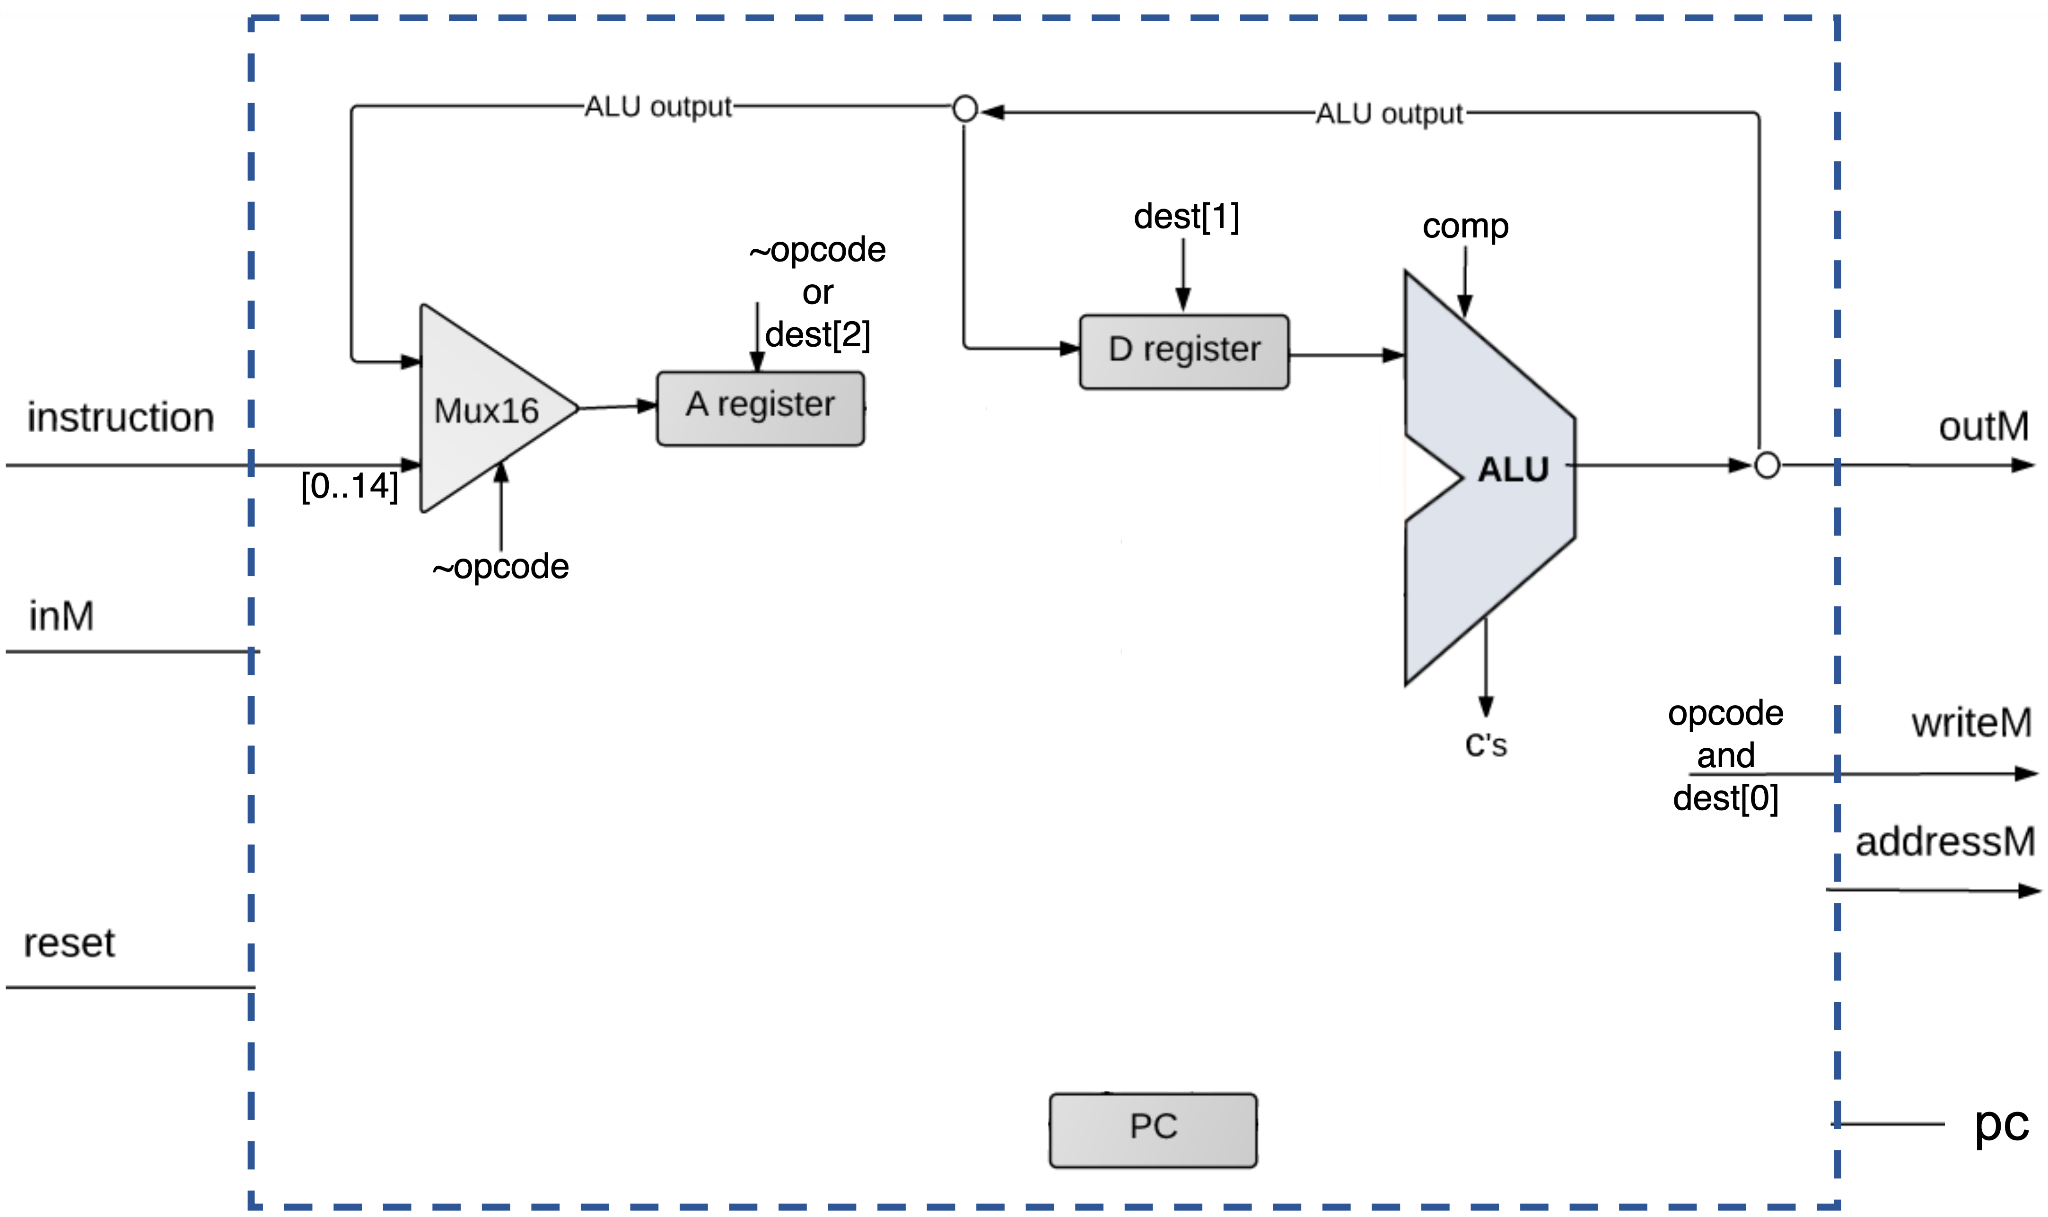 ALU output
ALU output
dest[1]
comp
~opcode
or
dest[2]
D register
A register
Mux16
instruction
[0..14]
~opcode
ALU
outM
inM
c's
opcode
and
dest[0]
writeM
addressM
reset
PC
pc